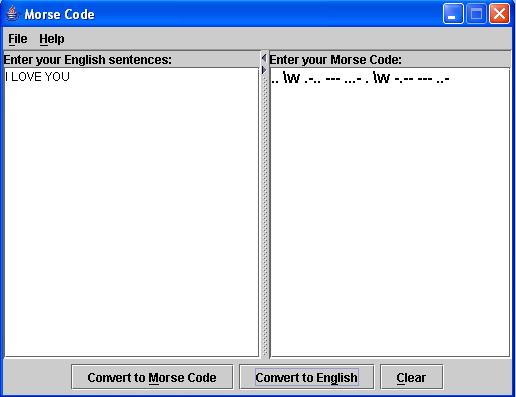 Morse Code
File Help
Enter your English sentences: Enter your Morse Code:
I LOVE YOU
.. \w .-.. --- ...- . \w -.-- --- ..-
Convert to Morse Code Convert to English Clear